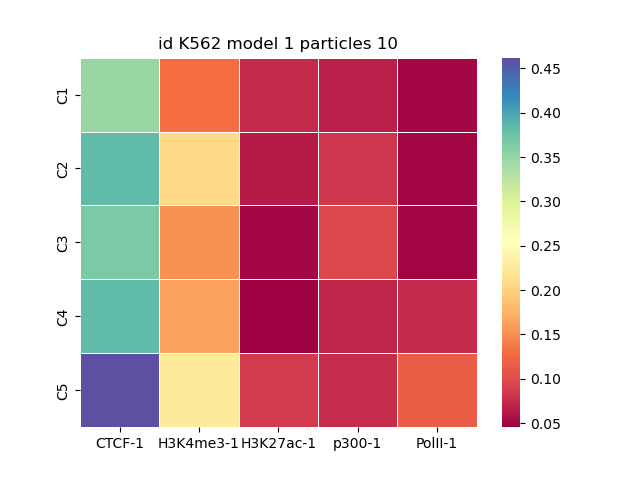 id K562 model 1 particles 10
C1
C2
C3
C4
C5
CTCF-1 H3K4me3-1 H3K27ac-1 p300-1 PolII-1
0.45
0.40
0.35
0.30
0.25
0.20
0.15
0.10
0.05